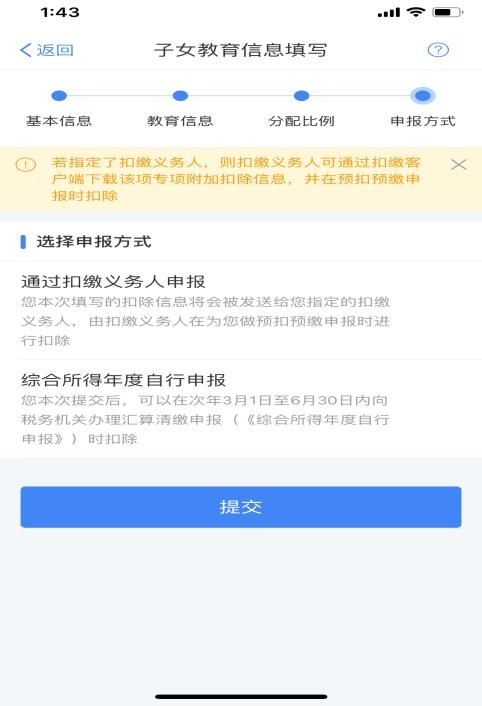 1:43
返回
子女教育信息填写
?
基本信息
教育信息
分配比例
申报方式
若指定了扣缴义务人，则扣缴义务人可通过扣缴客
户端下载该项专项附加扣除信息，并在预扣预缴申
报时扣除
选择申报方式
通过扣缴义务人申报
您本次填写的扣除信息将会被发送给您指定的扣缴
义务人，由扣缴义务人在为您做预扣预缴申报时进
行扣除
综合所得年度自行申报
您本次提交后，可以在次年3月1日至6月30日内向
税务机关办理汇算清缴申报（《综合所得年度自行
申报》）时扣除
提交